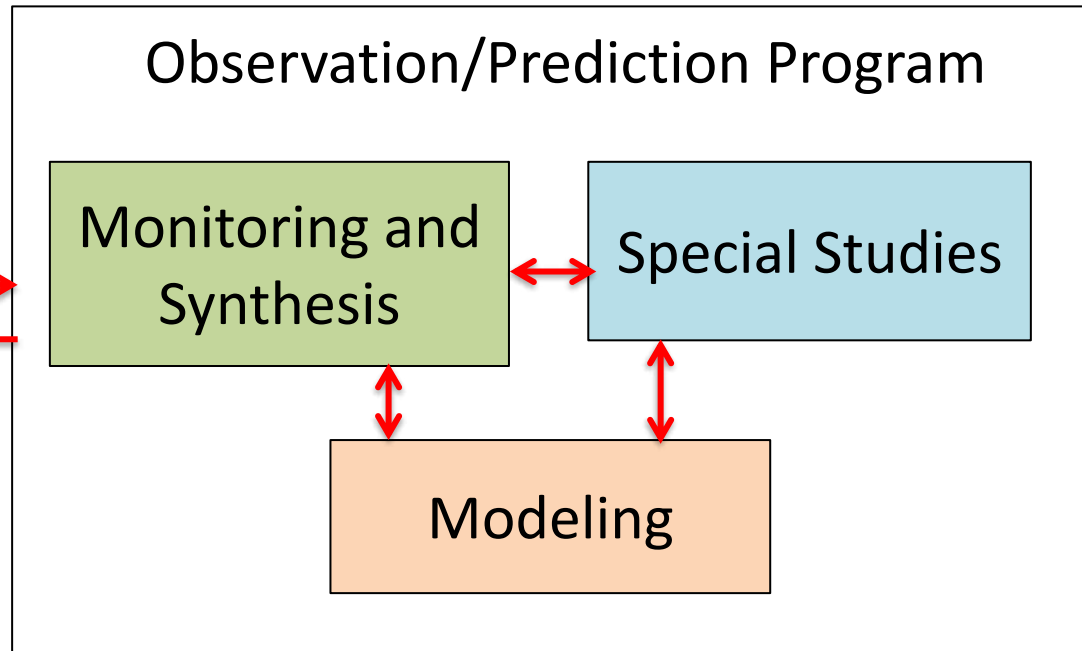 Observation/Prediction Program
Monitoring and
Synthesis
Special Studies
Modeling